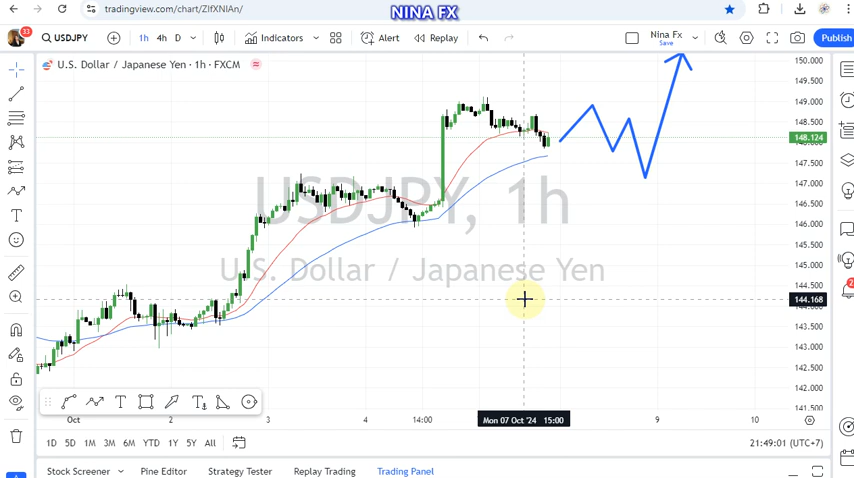 NINA FX
tradingview.com/chart/ZIfXNIAn/
33
USDJPY
1h
4h
D
Indicators
Alert
Replay
Nina Fx
Save
Publish
U.S. Dollar / Japanese Yen · 1h · FXCM
USDJPY, 1h
U.S. Dollar / Japanese Yen
150.000
149.500
149.000
148.500
148.124
147.500
147.000
146.500
146.000
145.500
145.000
144.500
144.168
143.500
143.000
142.500
142.000
141.500
Oct
2
3
4
14:00
Mon 07 Oct '24 15:00
9
10
1D
5D
1M
3M
6M
YTD
1Y
5Y
All
21:49:01 (UTC+7)
Stock Screener
Pine Editor
Strategy Tester
Replay Trading
Trading Panel